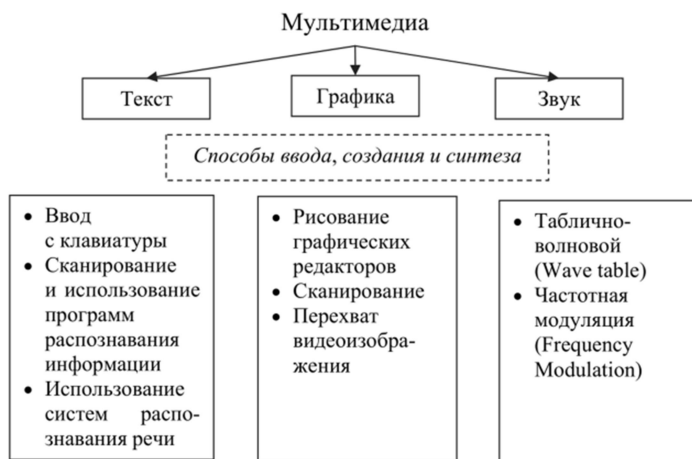 Мультимедиа
Текст
Графика
Звук
Способы ввода, создания и синтеза
• Ввод
с клавиатуры
• Сканирование
и использование
программ
распознавания
информации
• Использование
систем распо-
знавания речи
• Рисование
графических
редакторов
• Сканирование
• Перехват
видеоизобра-
жения
• Таблично-
волновой
(Wave table)
• Частотная
модуляция
(Frequency
Modulation)